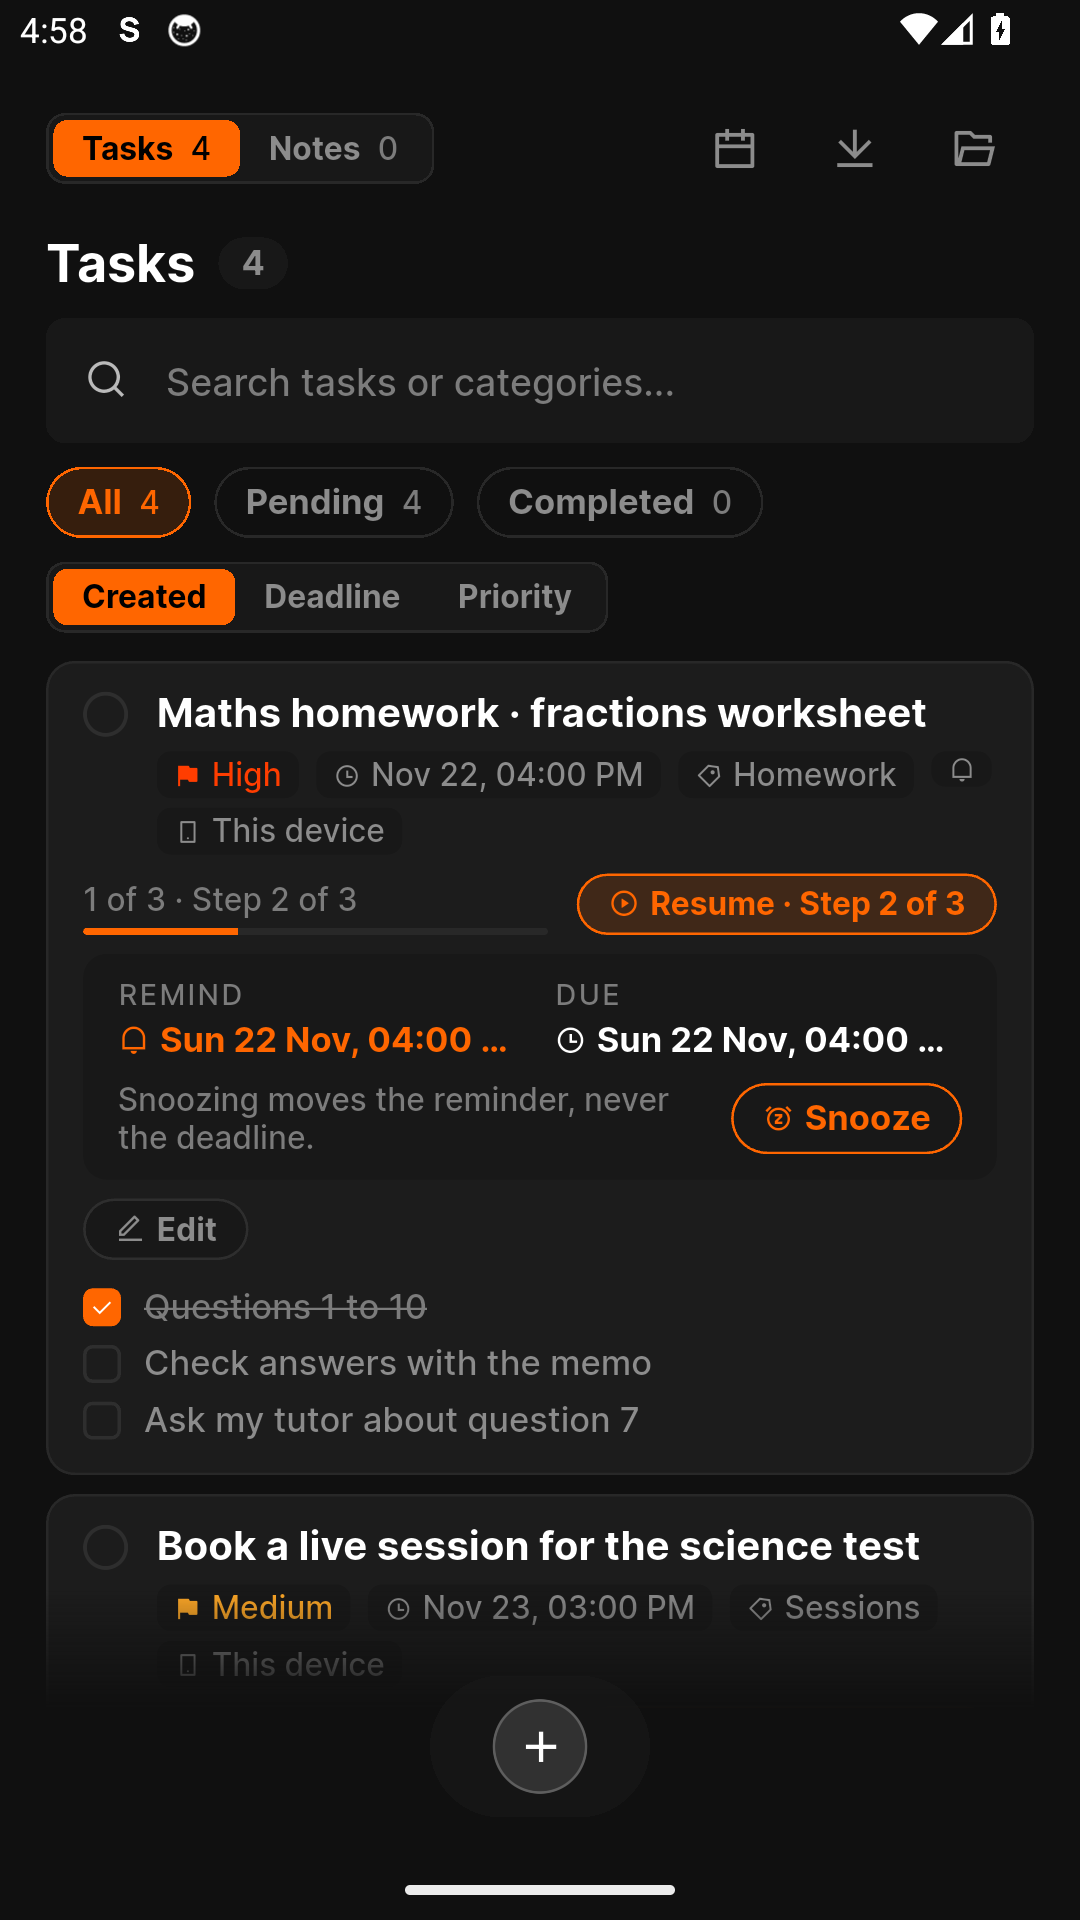 4:58 S
Tasks 4 Notes 0
Tasks 4
Search tasks or categories...
All 4 Pending 4 Completed 0
Created Deadline Priority
Maths homework · fractions worksheet
High Nov 22, 04:00 PM Homework
This device
1 of 3 · Step 2 of 3 Resume · Step 2 of 3
REMIND DUE
Sun 22 Nov, 04:00 ... Sun 22 Nov, 04:00 ...
Snoozing moves the reminder, never
the deadline.
Snooze
Edit
Questions 1 to 10
Check answers with the memo
Ask my tutor about question 7
Book a live session for the science test
Medium Nov 23, 03:00 PM Sessions
This device